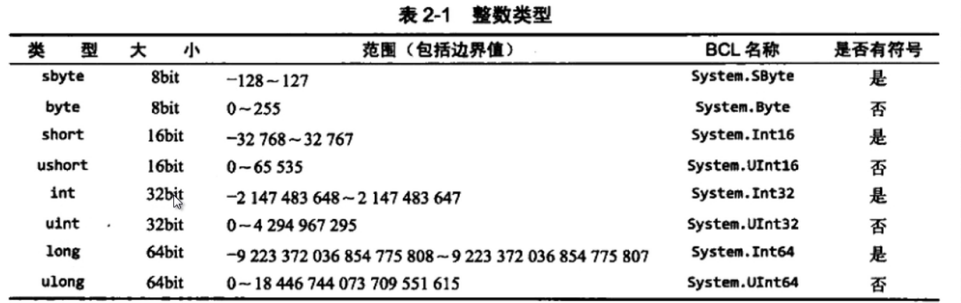 表 2-1 整数类型
类 型 大 小 范围（包括边界值） BCL 名称 是否有符号
sbyte 8bit −128～127 System.SByte 是
byte 8bit 0～255 System.Byte 否
short 16bit −32 768～32 767 System.Int16 是
ushort 16bit 0～65 535 System.UInt16 否
int 32bit −2 147 483 648～2 147 483 647 System.Int32 是
uint 32bit 0～4 294 967 295 System.UInt32 否
long 64bit −9 223 372 036 854 775 808～9 223 372 036 854 775 807 System.Int64 是
ulong 64bit 0～18 446 744 073 709 551 615 System.UInt64 否